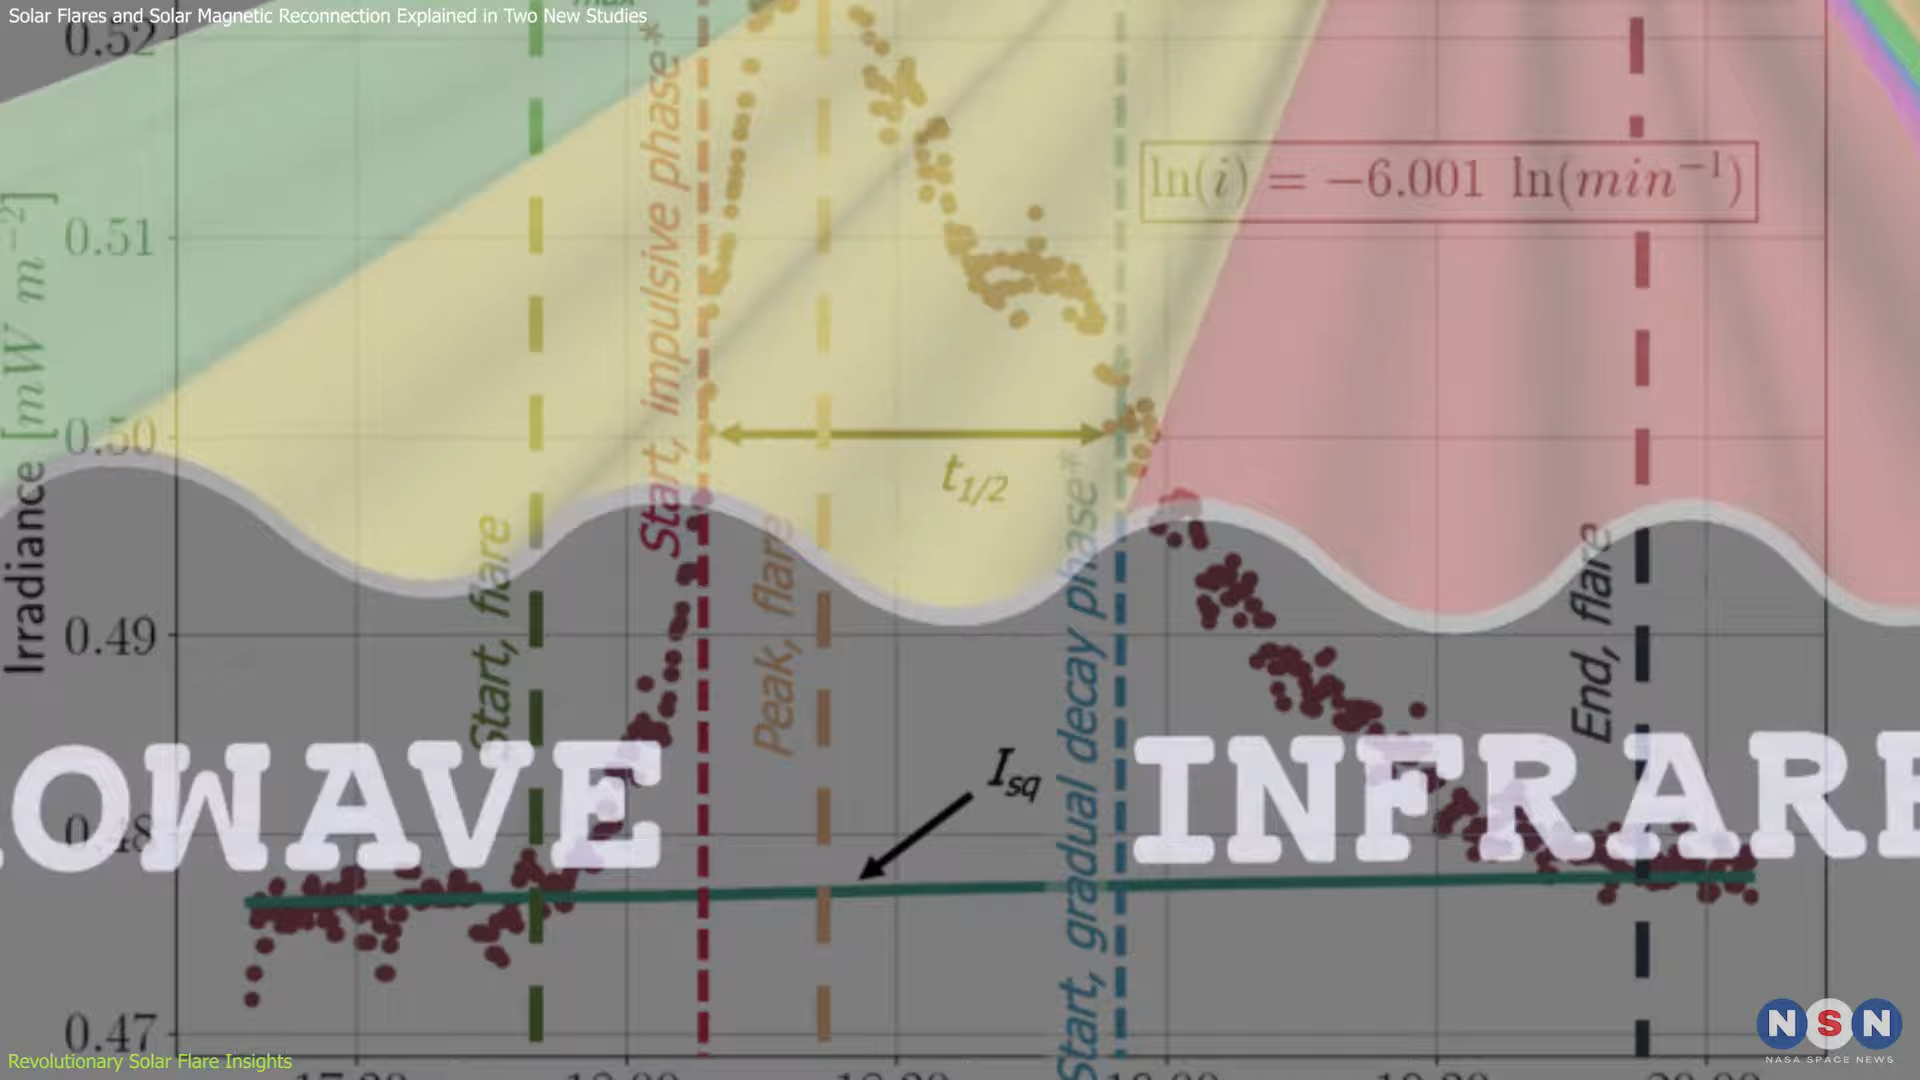 Solar Flares and Solar Magnetic Reconnection Explained in Two New Studies
max
0.52
ln(i) = −6.001 ln(min⁻¹)
0.51
Irradiance [mW m⁻²]
0.50
Start, impulsive phase*
t1/2
Start, flare
Peak, flare
Start, gradual decay phase*
End, flare
0.49
OWAVE
INFRARE
Isq
0.48
0.47
NSN
NASA SPACE NEWS
Revolutionary Solar Flare Insights